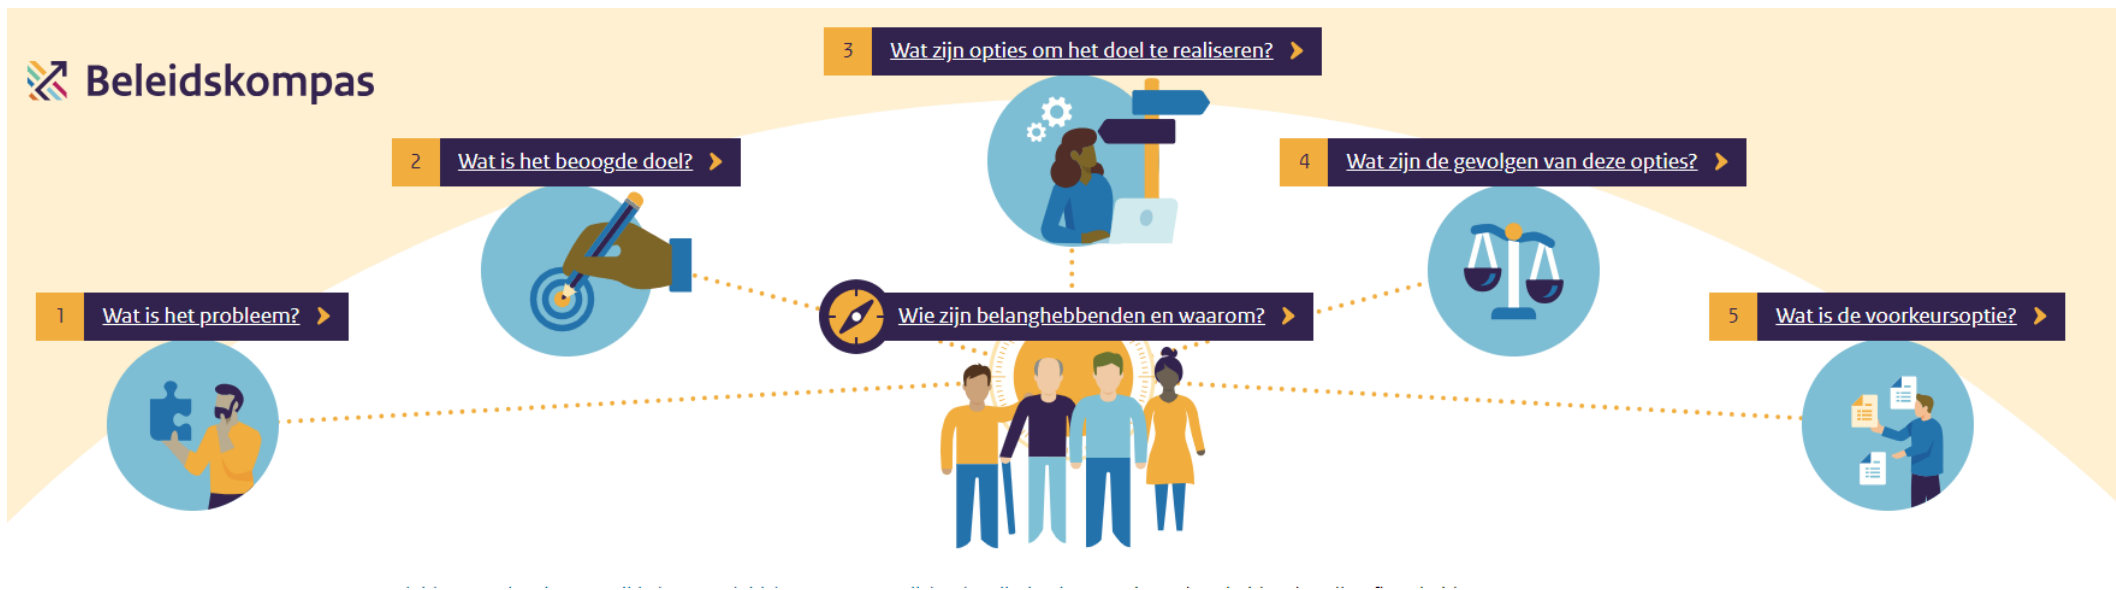 Beleidskompas
1 Wat is het probleem?
2 Wat is het beoogde doel?
3 Wat zijn opties om het doel te realiseren?
4 Wat zijn de gevolgen van deze opties?
5 Wat is de voorkeursoptie?
Wie zijn belanghebbenden en waarom?